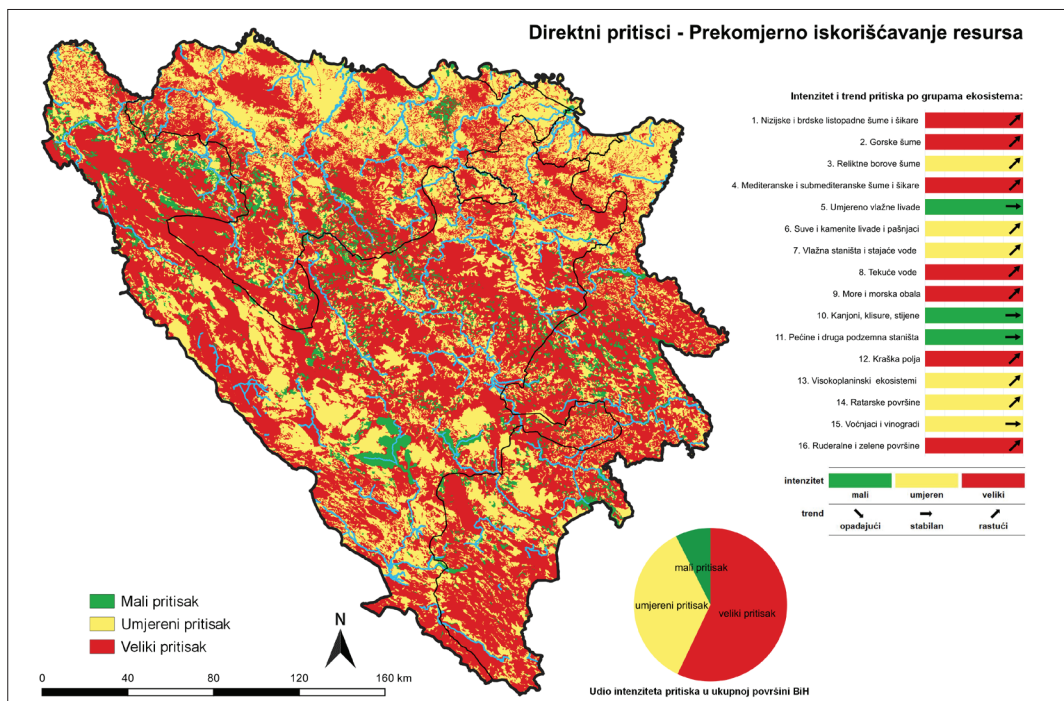 Direktni pritisci - Prekomjerno iskorišćavanje resursa
Intenzitet i trend pritiska po grupama ekosistema:
1. Nizijske i brdske listopadne šume i šikare
2. Gorske šume
3. Reliktne borove šume
4. Mediteranske i submediteranske šume i šikare
5. Umjereno vlažne livade
6. Suve i kamenite livade i pašnjaci
7. Vlažna staništa i stajaće vode
8. Tekuće vode
9. More i morska obala
10. Kanjoni, klisure, stijene
11. Pećine i druga podzemna staništa
12. Kraška polja
13. Visokoplaninski ekosistemi
14. Ratarske površine
15. Voćnjaci i vinogradi
16. Ruderalne i zelene površine
intenzitet
mali umjeren veliki
trend
opadajući stabilan rastući
mali pritisak
umjereni pritisak
veliki pritisak
Udio intenziteta pritiska u ukupnoj površini BiH
Mali pritisak
Umjereni pritisak
Veliki pritisak
N
0 40 80 120 160 km